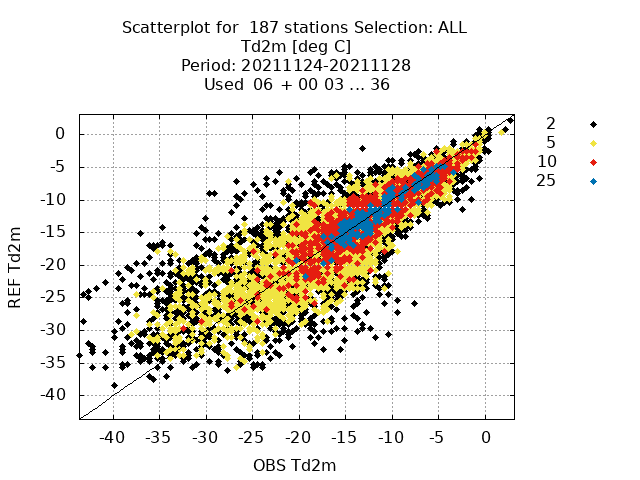 Scatterplot for  187 stations Selection: ALL
Td2m [deg C]
Period: 20211124-20211128
Used  06 + 00 03 ... 36
2
5
10
25
0
-5
-10
-15
-20
-25
-30
-35
-40
REF Td2m
-40 -35 -30 -25 -20 -15 -10 -5 0
OBS Td2m